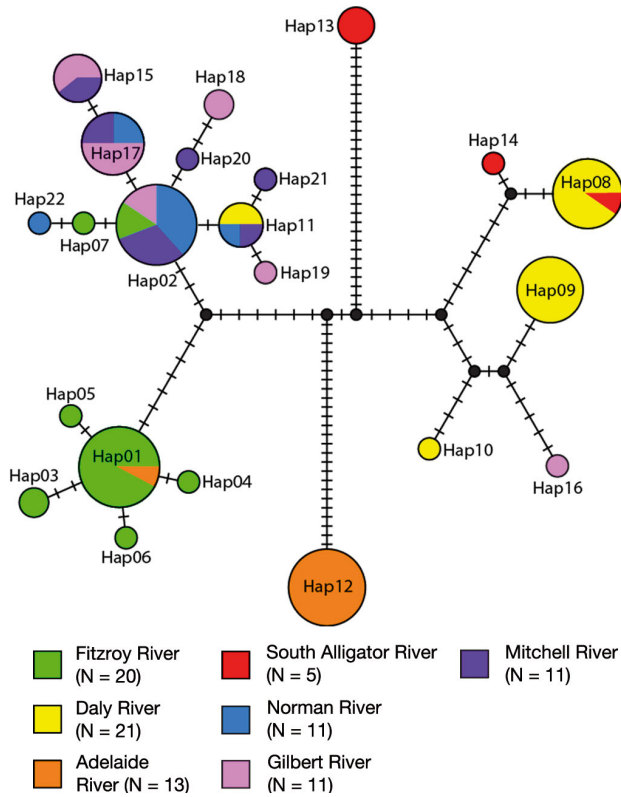 Hap13
Hap15
Hap18
Hap14
Hap17
Hap20
Hap21
Hap08
Hap22
Hap07
Hap11
Hap02
Hap19
Hap09
Hap05
Hap01
Hap10
Hap03
Hap04
Hap16
Hap06
Hap12
Fitzroy River
(N = 20)
South Alligator River
(N = 5)
Mitchell River
(N = 11)
Daly River
(N = 21)
Norman River
(N = 11)
Adelaide
River (N = 13)
Gilbert River
(N = 11)